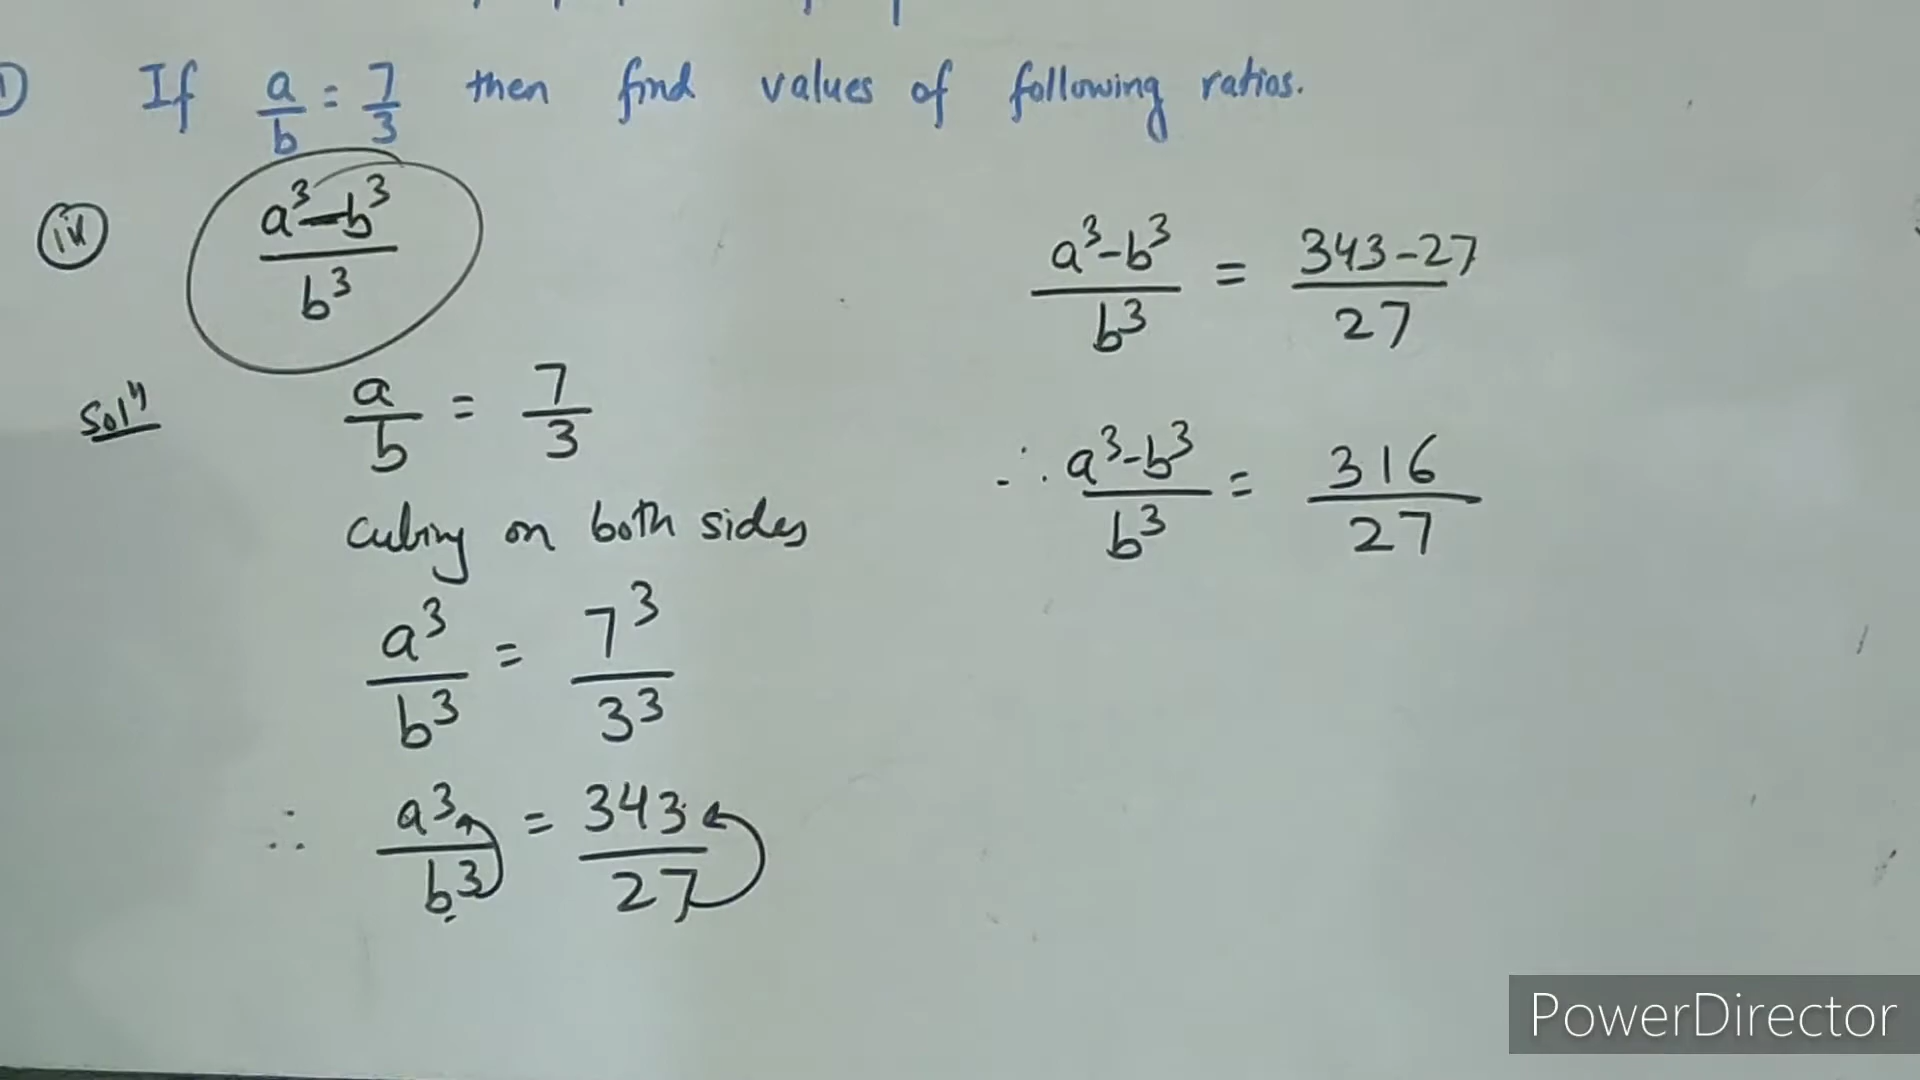 1) If a/b = 7/3 then find values of following ratios.
iv) (a³-b³)/b³
Solⁿ a/b = 7/3
cubing on both sides
a³/b³ = 7³/3³
∴ a³/b³ = 343/27
(a³-b³)/b³ = (343-27)/27
∴ (a³-b³)/b³ = 316/27
PowerDirector